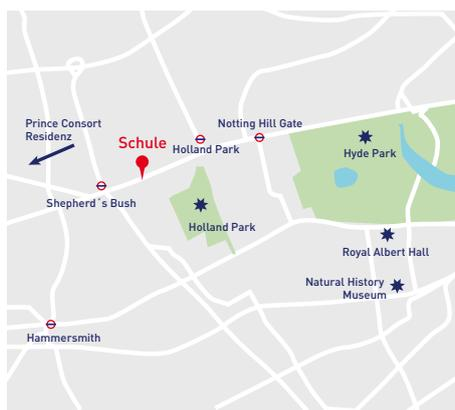 Prince Consort
Residenz
Schule
Notting Hill Gate
Holland Park
Hyde Park
Shepherd´s Bush
Holland Park
Royal Albert Hall
Natural History
Museum
Hammersmith